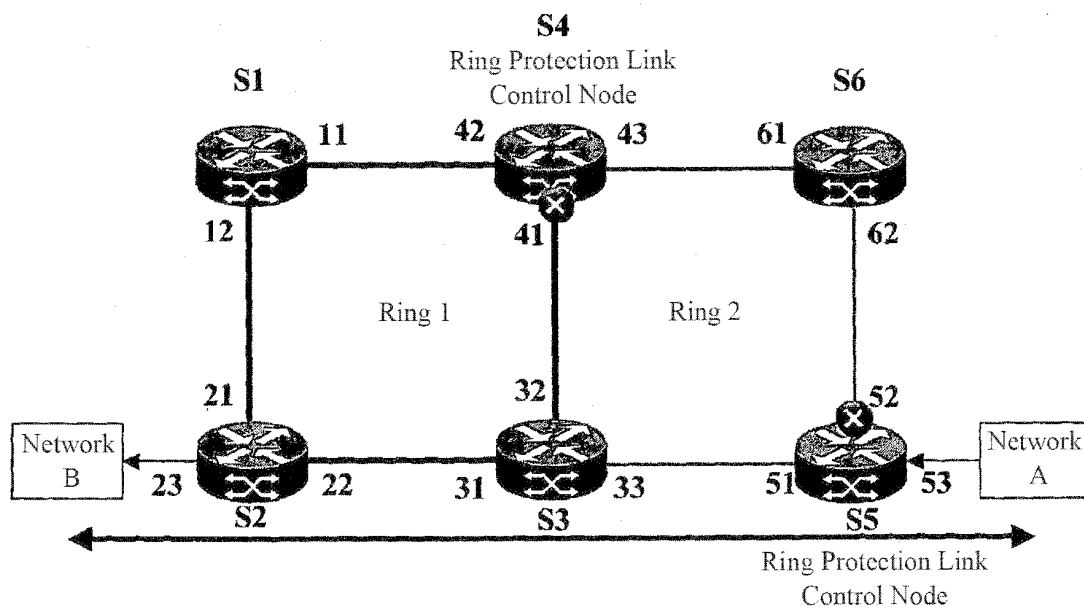 S4
Ring Protection Link
Control Node
S1
S6
11
42
43
61
12
41
62
Ring 1
Ring 2
21
32
52
Network
B
Network
A
23
22
31
33
51
53
S2
S3
S5
Ring Protection Link
Control Node